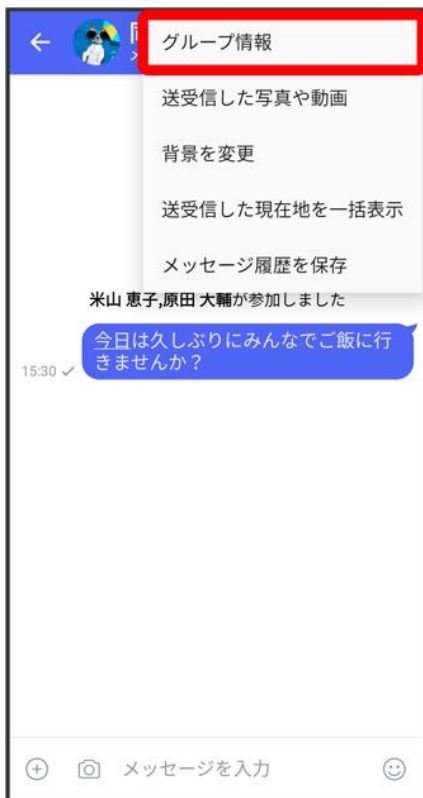 グループ情報
送受信した写真や動画
背景を変更
送受信した現在地を一括表示
メッセージ履歴を保存
米山 恵子,原田 大輔が参加しました
今日は久しぶりにみんなでご飯に行
きませんか？
15:30
メッセージを入力